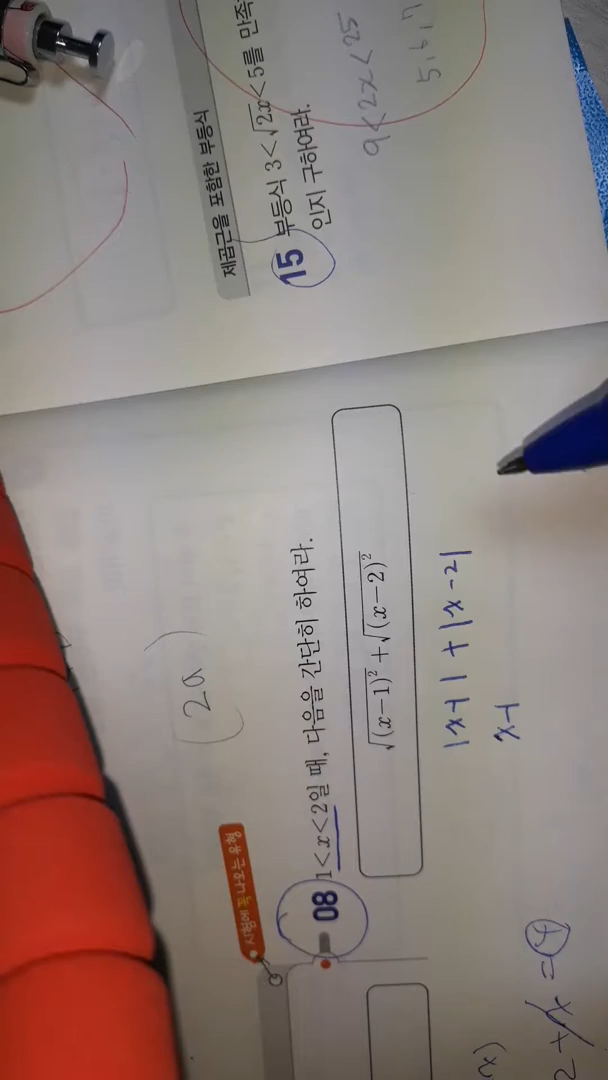 제곱근을 포함한 부등식
15 부등식 3<√2x<5를 만족
인지 구하여라.
9<2x<25
5, 6, 7
(2a)
시험에 꼭 나오는 유형
08 1<x<2일 때, 다음을 간단히 하여라.
√(x-1)² + √(x-2)²
|x-1| + |x-2|
x-1